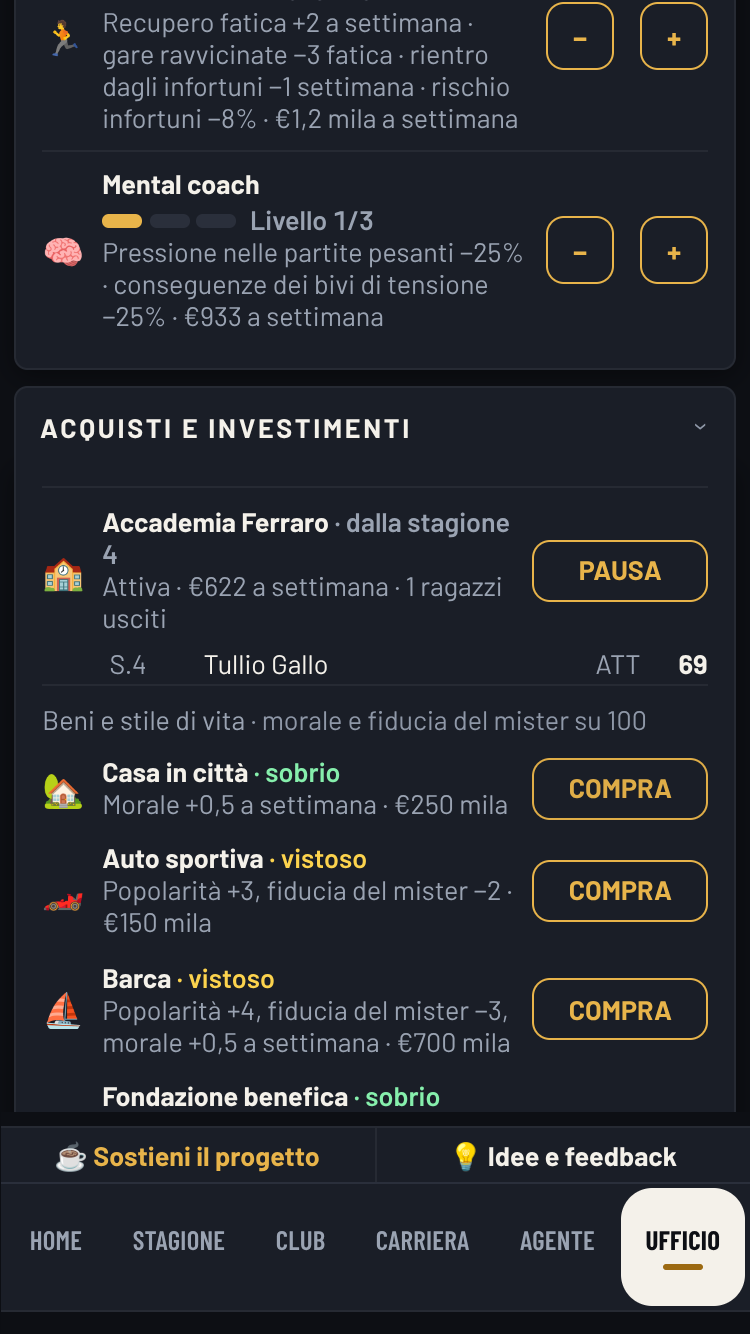 Recupero fatica +2 a settimana ·
gare ravvicinate −3 fatica · rientro
dagli infortuni −1 settimana · rischio
infortuni −8% · €1,2 mila a settimana
−
+
Mental coach
Livello 1/3
Pressione nelle partite pesanti −25%
· conseguenze dei bivi di tensione
−25% · €933 a settimana
−
+
ACQUISTI E INVESTIMENTI
Accademia Ferraro · dalla stagione
4
Attiva · €622 a settimana · 1 ragazzi
usciti
PAUSA
S.4 Tullio Gallo ATT 69
Beni e stile di vita · morale e fiducia del mister su 100
Casa in città · sobrio
Morale +0,5 a settimana · €250 mila
COMPRA
Auto sportiva · vistoso
Popolarità +3, fiducia del mister −2 ·
€150 mila
COMPRA
Barca · vistoso
Popolarità +4, fiducia del mister −3,
morale +0,5 a settimana · €700 mila
COMPRA
Fondazione benefica · sobrio
Sostieni il progetto
Idee e feedback
HOME STAGIONE CLUB CARRIERA AGENTE UFFICIO